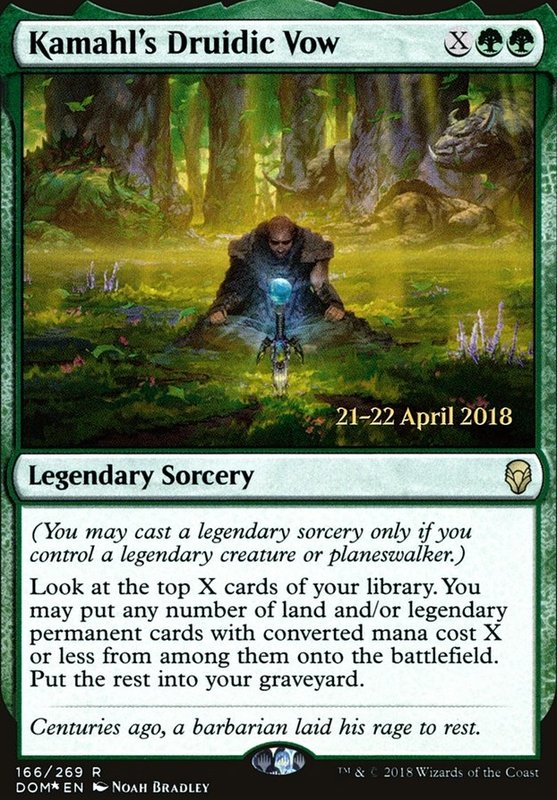 Kamahl's Druidic Vow X
21–22 April 2018
Legendary Sorcery
(You may cast a legendary sorcery only if you
control a legendary creature or planeswalker.)
Look at the top X cards of your library. You
may put any number of land and/or legendary
permanent cards with converted mana cost X
or less from among them onto the battlefield.
Put the rest into your graveyard.
Centuries ago, a barbarian laid his rage to rest.
166/269 R
DOM★EN Noah Bradley
™ & © 2018 Wizards of the Coast